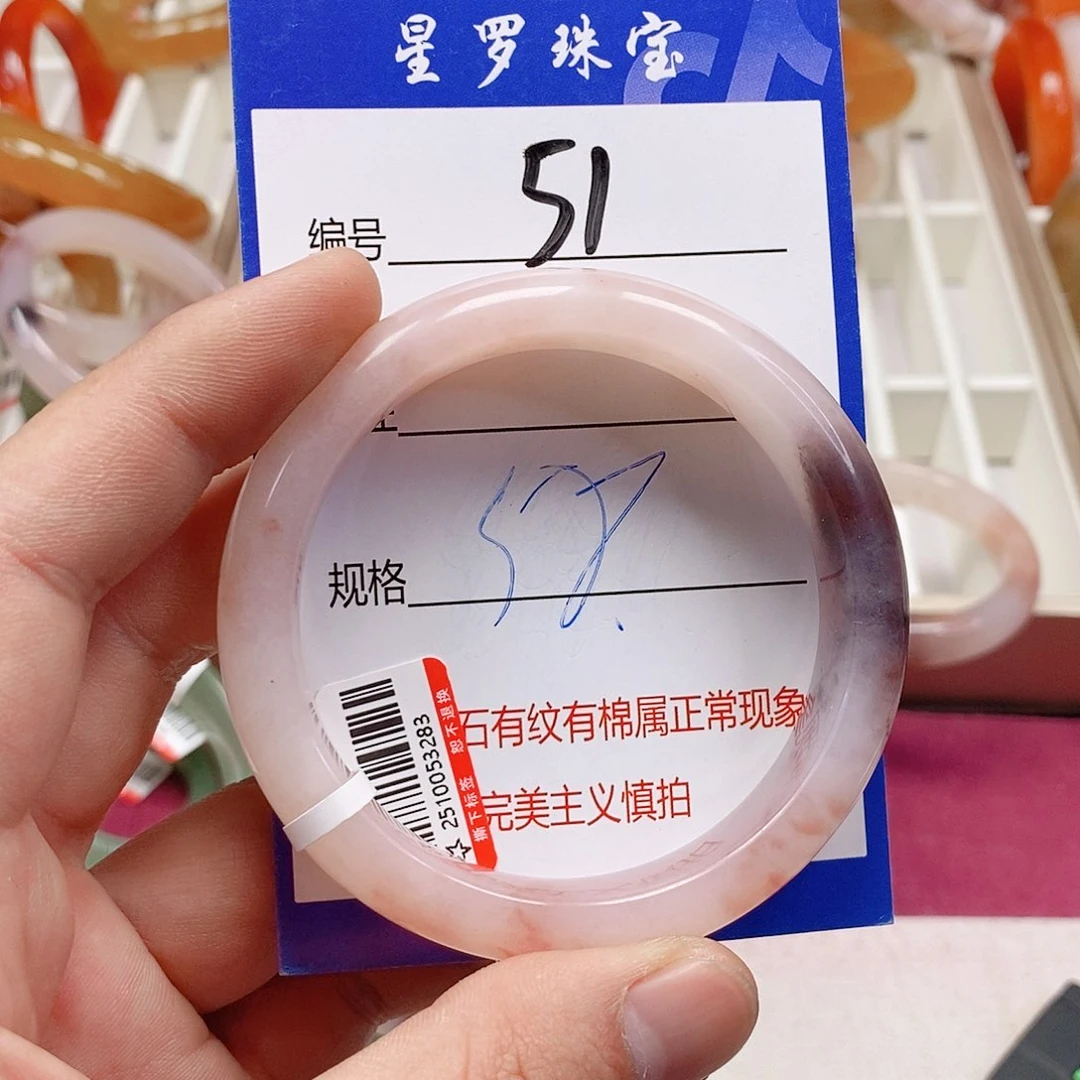 星罗珠宝
编号 51
规格 58.
石有纹有棉属正常现象
完美主义慎拍
2510053283
撕下标签 恕不退换